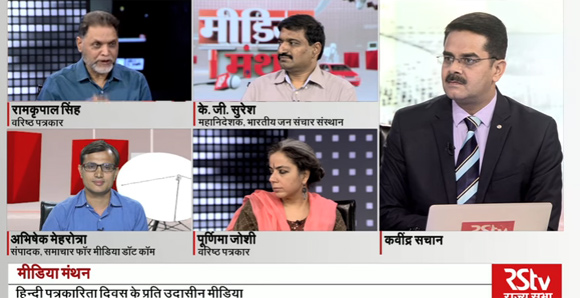 मीडिया
मंथन
रामकृपाल सिंह
वरिष्ठ पत्रकार
के. जी. सुरेश
महानिदेशक, भारतीय जन संचार संस्थान
अभिषेक मेहरोत्रा
संपादक, समाचार फॉर मीडिया डॉट कॉम
पूर्णिमा जोशी
वरिष्ठ पत्रकार
RSTV
कवींद्र सचान
मीडिया मंथन
हिन्दी पत्रकारिता दिवस के प्रति उदासीन मीडिया
RSTV
राज्य सभा